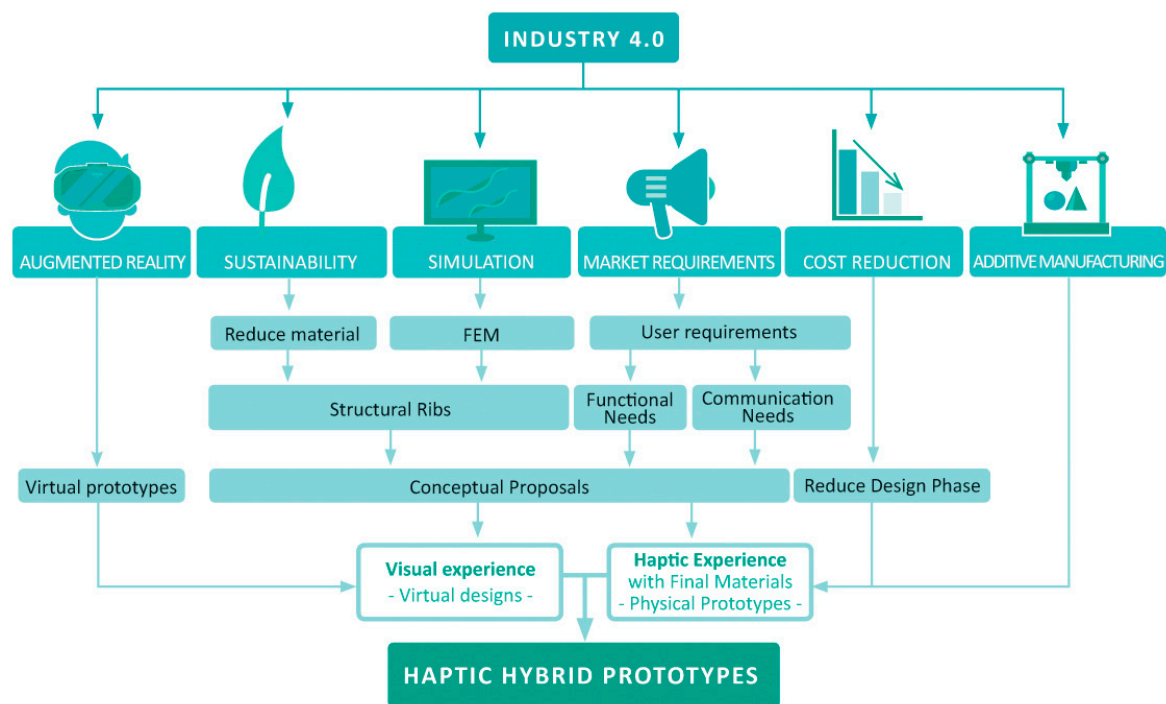 INDUSTRY 4.0
AUGMENTED REALITY
SUSTAINABILITY
SIMULATION
MARKET REQUIREMENTS
COST REDUCTION
ADDITIVE MANUFACTURING
Reduce material
FEM
User requirements
Structural Ribs
Functional
Needs
Communication
Needs
Virtual prototypes
Conceptual Proposals
Reduce Design Phase
Visual experience
- Virtual designs -
Haptic Experience
with Final Materials
- Physical Prototypes -
HAPTIC HYBRID PROTOTYPES